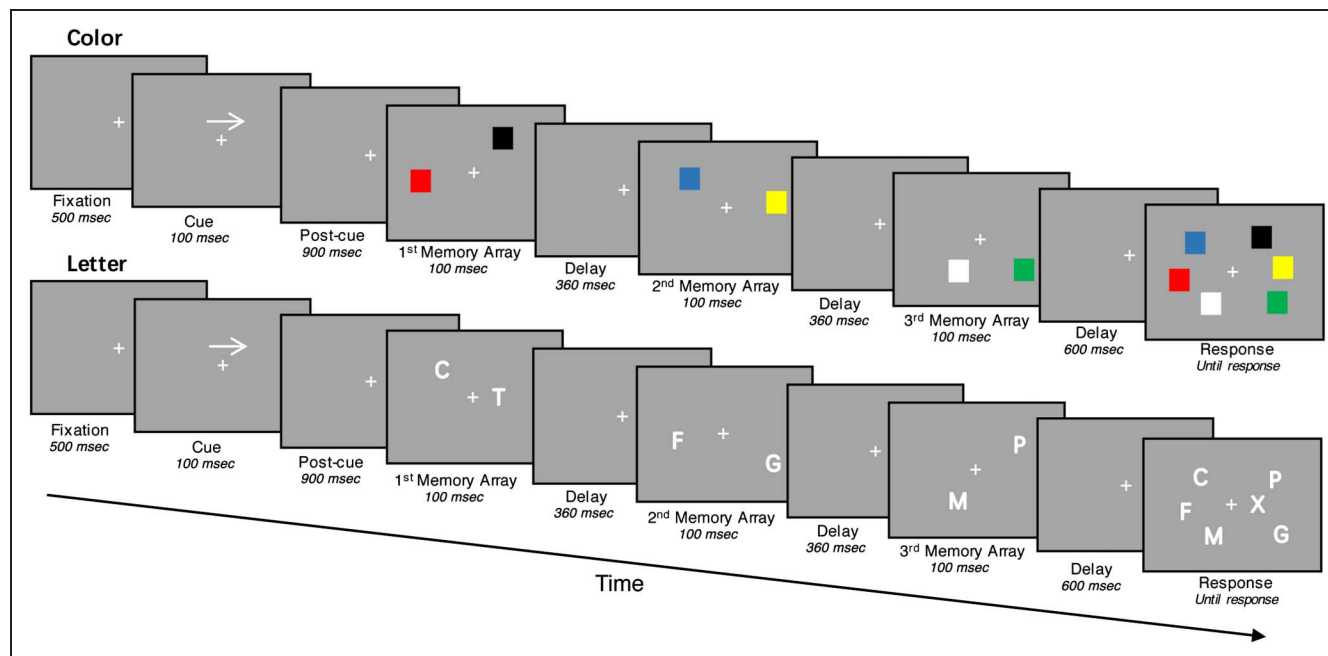 Color
Fixation
500 msec
Cue
100 msec
Post-cue
900 msec
1st Memory Array
100 msec
Delay
360 msec
2nd Memory Array
100 msec
Delay
360 msec
3rd Memory Array
100 msec
Delay
600 msec
Response
Until response
Letter
Fixation
500 msec
Cue
100 msec
Post-cue
900 msec
C
T
1st Memory Array
100 msec
Delay
360 msec
F
G
2nd Memory Array
100 msec
Delay
360 msec
P
M
3rd Memory Array
100 msec
Delay
600 msec
C P
F X
M G
Response
Until response
Time